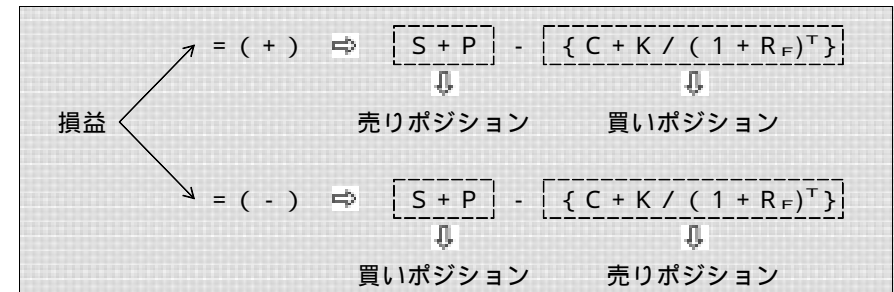 = ( + ) ⇨ S + P - { C + K / ( 1 + R_F)^T }
⇩ ⇩
損益 売りポジション 買いポジション
= ( - ) ⇨ S + P - { C + K / ( 1 + R_F)^T }
⇩ ⇩
買いポジション 売りポジション